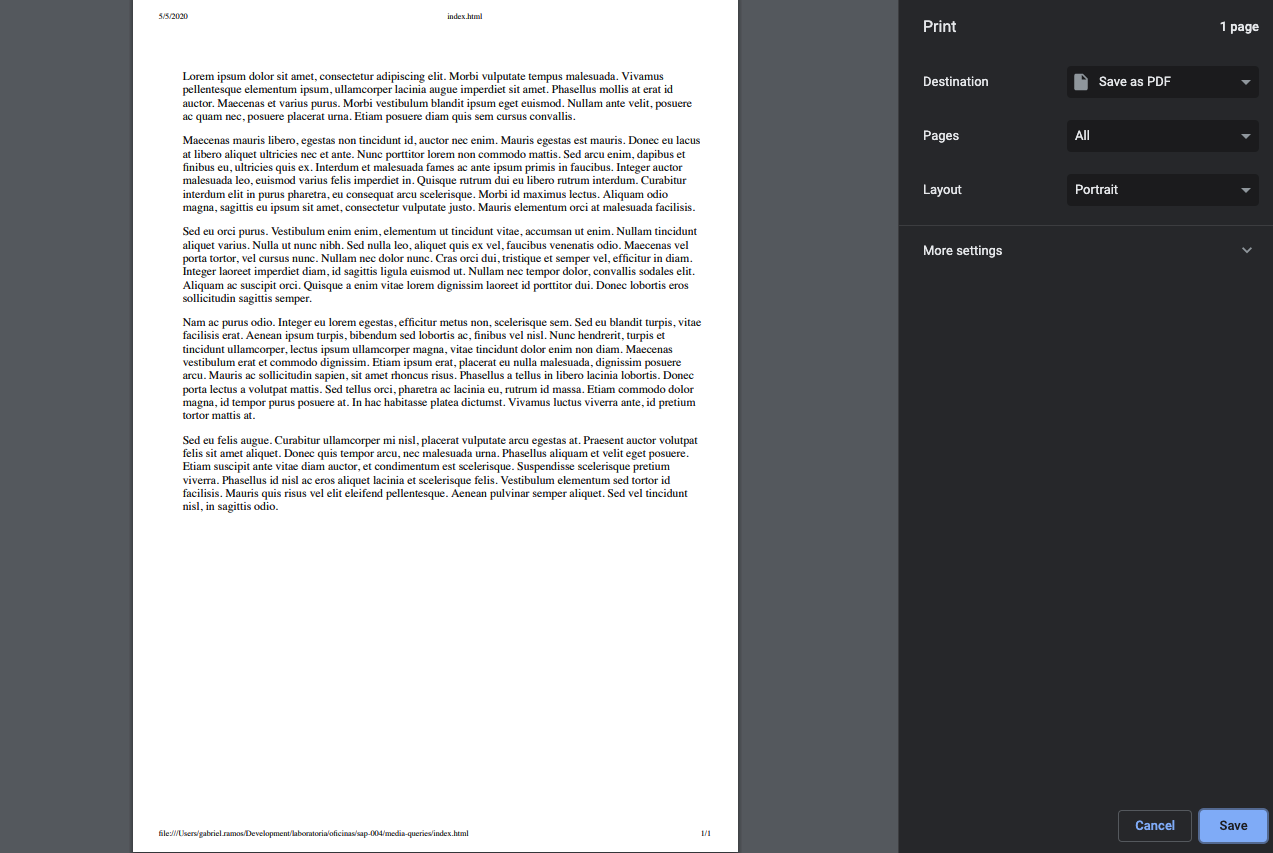 5/5/2020 index.html
Lorem ipsum dolor sit amet, consectetur adipiscing elit. Morbi vulputate tempus malesuada. Vivamus
pellentesque elementum ipsum, ullamcorper lacinia augue imperdiet sit amet. Phasellus mollis at erat id
auctor. Maecenas et varius purus. Morbi vestibulum blandit ipsum eget euismod. Nullam ante velit, posuere
ac quam nec, posuere placerat urna. Etiam posuere diam quis sem cursus convallis.
Maecenas mauris libero, egestas non tincidunt id, auctor nec enim. Mauris egestas est mauris. Donec eu lacus
at libero aliquet ultricies nec et ante. Nunc porttitor lorem non commodo mattis. Sed arcu enim, dapibus et
finibus eu, ultricies quis ex. Interdum et malesuada fames ac ante ipsum primis in faucibus. Integer auctor
malesuada leo, euismod varius felis imperdiet in. Quisque rutrum dui eu libero rutrum interdum. Curabitur
interdum elit in purus pharetra, eu consequat arcu scelerisque. Morbi id maximus lectus. Aliquam odio
magna, sagittis eu ipsum sit amet, consectetur vulputate justo. Mauris elementum orci at malesuada facilisis.
Sed eu orci purus. Vestibulum enim enim, elementum ut tincidunt vitae, accumsan ut enim. Nullam tincidunt
aliquet varius. Nulla ut nunc nibh. Sed nulla leo, aliquet quis ex vel, faucibus venenatis odio. Maecenas vel
porta tortor, vel cursus nunc. Nullam nec dolor nunc. Cras orci dui, tristique et semper vel, efficitur in diam.
Integer laoreet imperdiet diam, id sagittis ligula euismod ut. Nullam nec tempor dolor, convallis sodales elit.
Aliquam ac suscipit orci. Quisque a enim vitae lorem dignissim laoreet id porttitor dui. Donec lobortis eros
sollicitudin sagittis semper.
Nam ac purus odio. Integer eu lorem egestas, efficitur metus non, scelerisque sem. Sed eu blandit turpis, vitae
facilisis erat. Aenean ipsum turpis, bibendum sed lobortis ac, finibus vel nisl. Nunc hendrerit, turpis et
tincidunt ullamcorper, lectus ipsum ullamcorper magna, vitae tincidunt dolor enim non diam. Maecenas
vestibulum erat et commodo dignissim. Etiam ipsum erat, placerat eu nulla malesuada, dignissim posuere
arcu. Mauris ac sollicitudin sapien, sit amet rhoncus risus. Phasellus a tellus in libero lacinia lobortis. Donec
porta lectus a volutpat mattis. Sed tellus orci, pharetra ac lacinia eu, rutrum id massa. Etiam commodo dolor
magna, id tempor purus posuere at. In hac habitasse platea dictumst. Vivamus luctus viverra ante, id pretium
tortor mattis at.
Sed eu felis augue. Curabitur ullamcorper mi nisl, placerat vulputate arcu egestas at. Praesent auctor volutpat
felis sit amet aliquet. Donec quis tempor arcu, nec malesuada urna. Phasellus aliquam et velit eget posuere.
Etiam suscipit ante vitae diam auctor, et condimentum est scelerisque. Suspendisse scelerisque pretium
viverra. Phasellus id nisl ac eros aliquet lacinia et scelerisque felis. Vestibulum elementum sed tortor id
facilisis. Mauris quis risus vel elit eleifend pellentesque. Aenean pulvinar semper aliquet. Sed vel tincidunt
nisl, in sagittis odio.
file:///Users/gabriel.ramos/Development/laboratoria/oficinas/sap-004/media-queries/index.html 1/1
Print 1 page
Destination Save as PDF
Pages All
Layout Portrait
More settings
Cancel Save